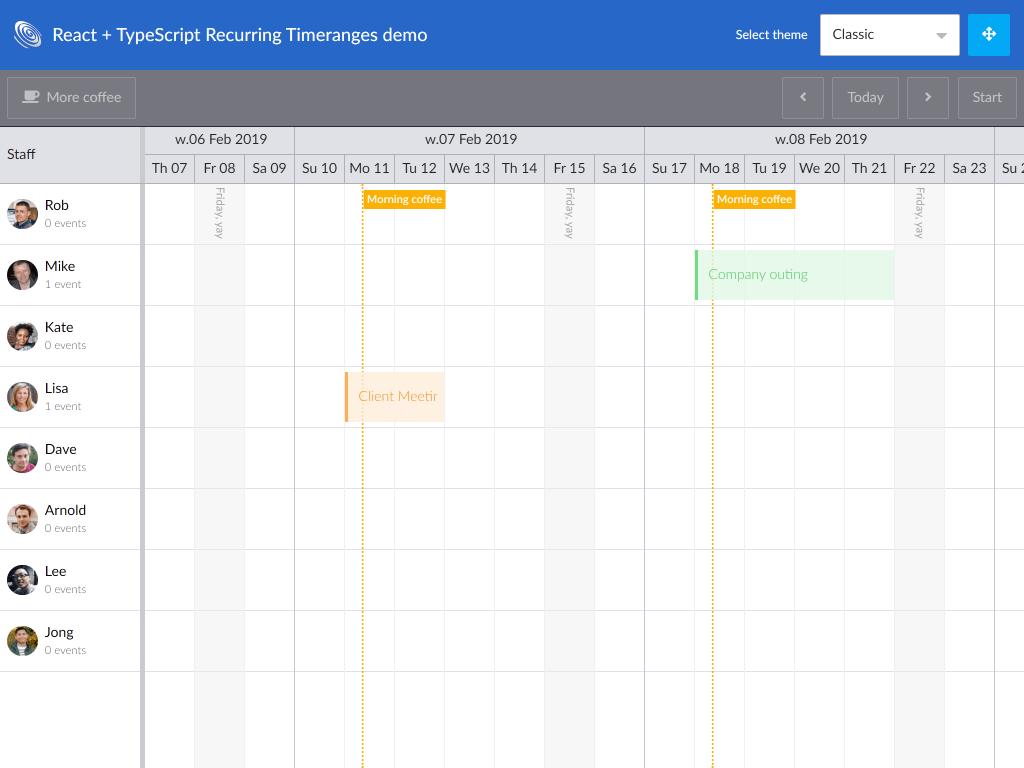 React + TypeScript Recurring Timeranges demo
Select theme
Classic
More coffee
Today
Start
Staff
w.06 Feb 2019
w.07 Feb 2019
w.08 Feb 2019
Th 07
Fr 08
Sa 09
Su 10
Mo 11
Tu 12
We 13
Th 14
Fr 15
Sa 16
Su 17
Mo 18
Tu 19
We 20
Th 21
Fr 22
Sa 23
Su 2
Rob
0 events
Friday, yay
Morning coffee
Friday, yay
Morning coffee
Friday, yay
Mike
1 event
Company outing
Kate
0 events
Lisa
1 event
Client Meetin
Dave
0 events
Arnold
0 events
Lee
0 events
Jong
0 events